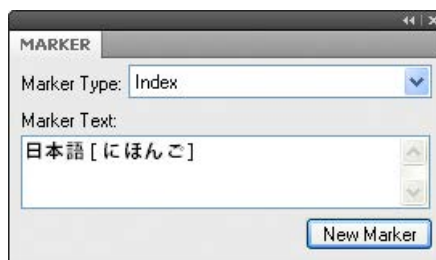 MARKER
Marker Type: Index
Marker Text:
日本語 [にほんご]
New Marker